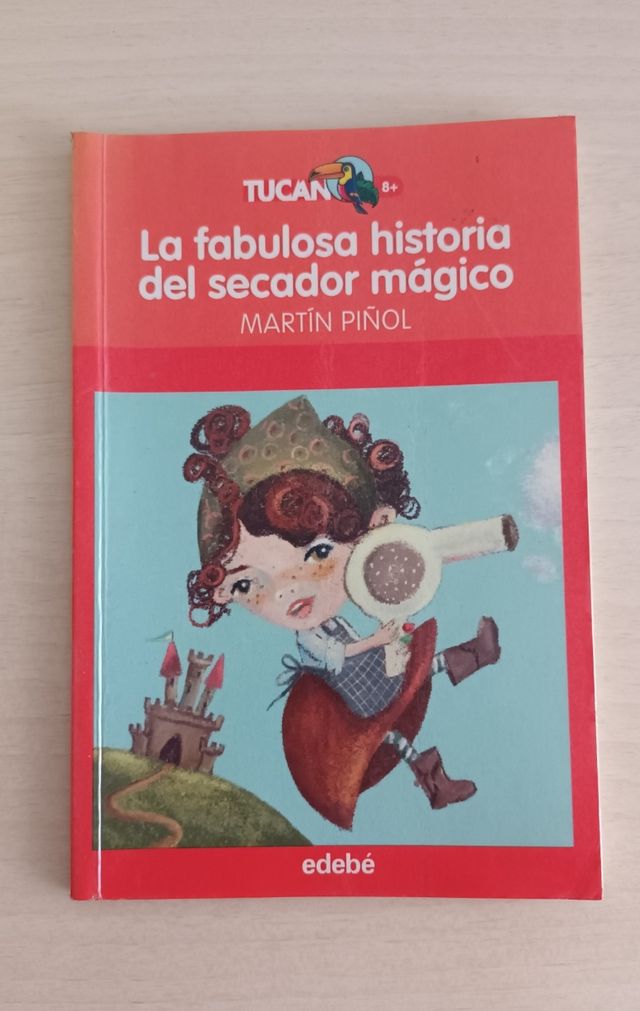 TUCAN 8+
La fabulosa historia
del secador mágico
MARTÍN PIÑOL
edebé